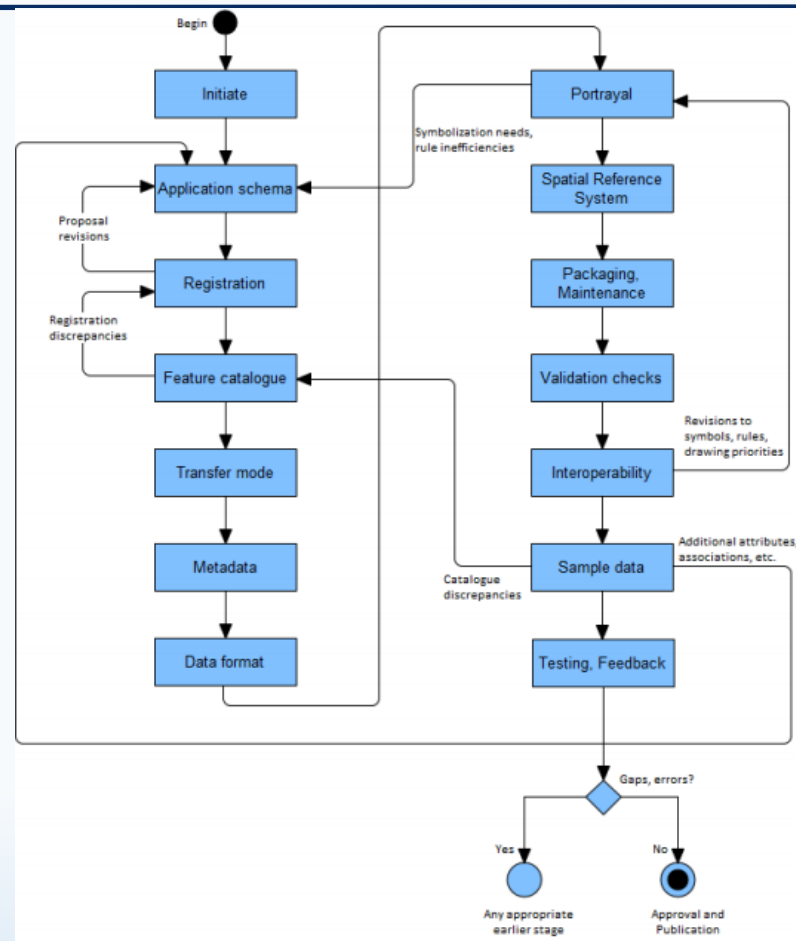 Begin
Initiate
Application schema
Proposal
revisions
Registration
Registration
discrepancies
Feature catalogue
Transfer mode
Metadata
Data format
Portrayal
Symbolization needs,
rule inefficiencies
Spatial Reference
System
Packaging,
Maintenance
Validation checks
Revisions to
symbols, rules,
drawing priorities
Interoperability
Additional attributes,
associations, etc.
Sample data
Catalogue
discrepancies
Testing, Feedback
Gaps, errors?
Yes
No
Any appropriate
earlier stage
Approval and
Publication